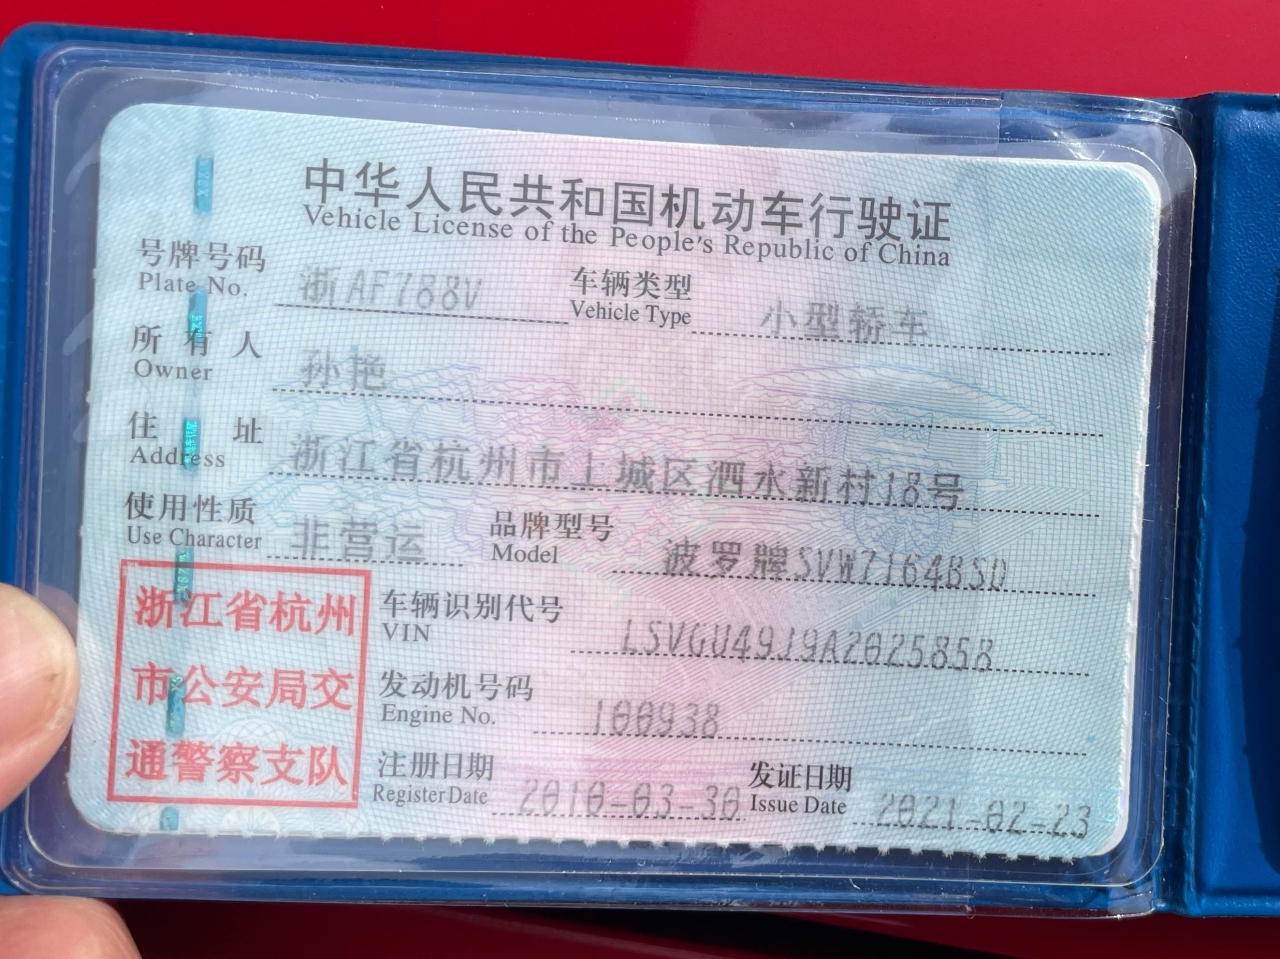 中华人民共和国机动车行驶证
Vehicle License of the People's Republic of China
号牌号码 浙AF788V 车辆类型 小型轿车
Plate No. Vehicle Type
所有人 孙艳
Owner
住址 浙江省杭州市上城区泗水新村18号
Address
使用性质 非营运 品牌型号 波罗牌SVW7164BSD
Use Character Model
浙江省杭州
市公安局交
通警察支队
车辆识别代号 LSVGU49J9A2025858
VIN
发动机号码 100938
Engine No.
注册日期 2010-03-30 发证日期 2021-02-23
Register Date Issue Date